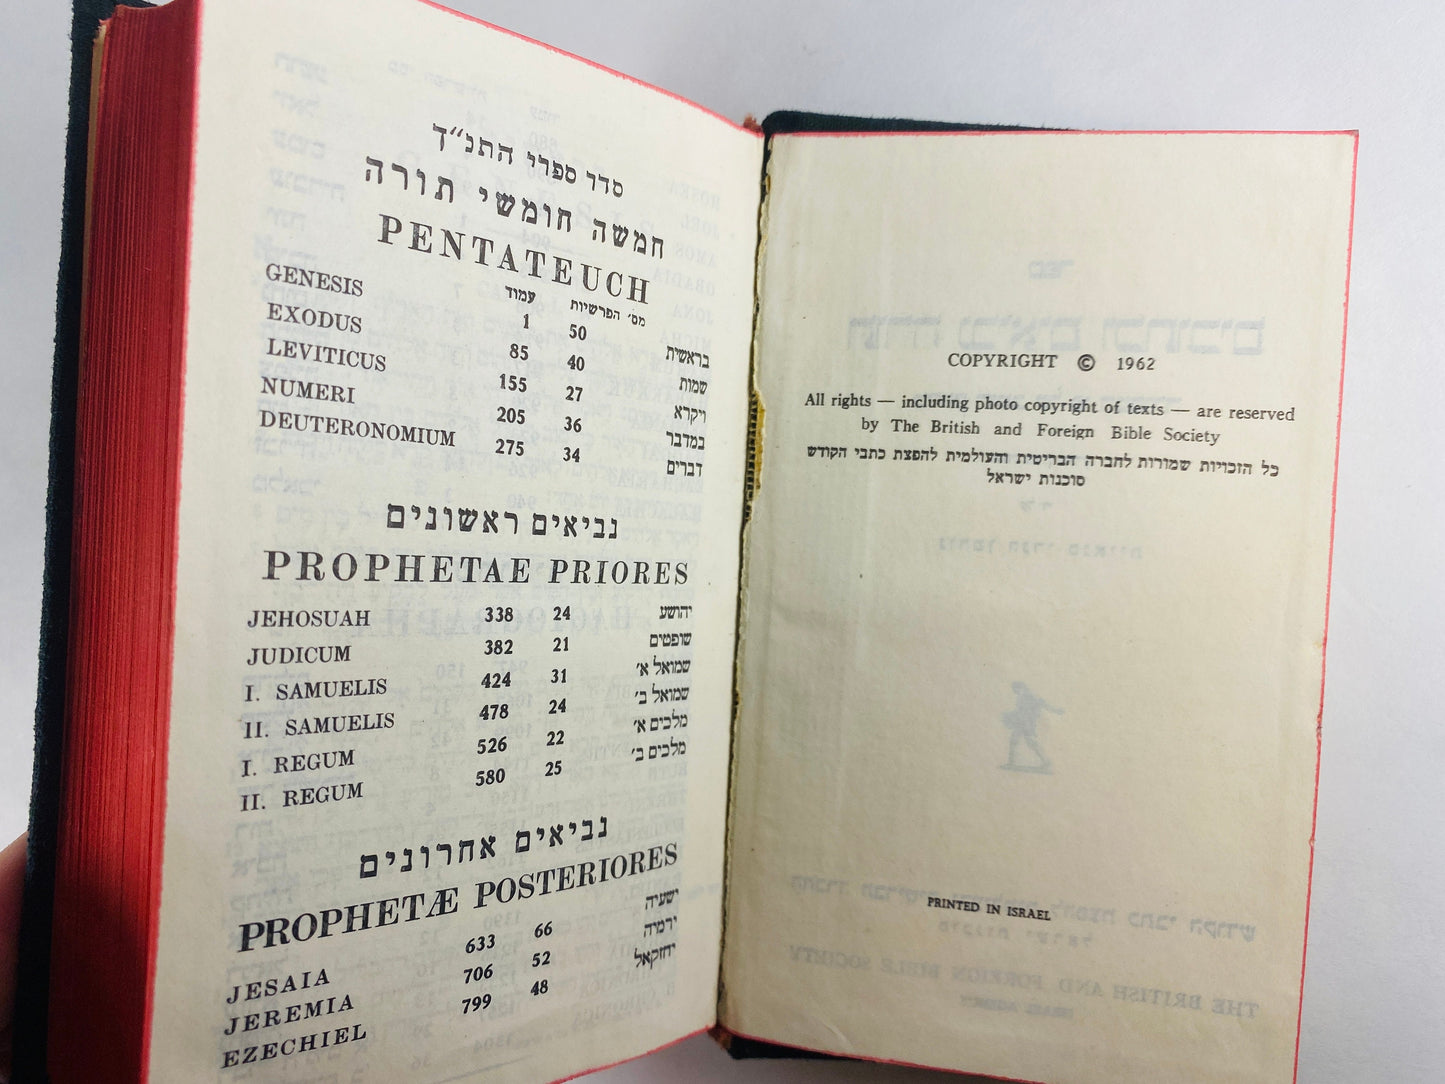 סדר ספרי התנ״ך
חמשה חומשי תורה
PENTATEUCH
עמוד מס׳ הפרשיות
GENESIS 1 50 בראשית
EXODUS 85 40 שמות
LEVITICUS 155 27 ויקרא
NUMERI 205 36 במדבר
DEUTERONOMIUM 275 34 דברים
נביאים ראשונים
PROPHETAE PRIORES
JEHOSUAH 338 24 יהושע
JUDICUM 382 21 שופטים
I. SAMUELIS 424 31 שמואל א׳
II. SAMUELIS 478 24 שמואל ב׳
I. REGUM 526 22 מלכים א׳
II. REGUM 580 25 מלכים ב׳
נביאים אחרונים
PROPHETÆ POSTERIORES
JESAIA 633 66 ישעיה
JEREMIA 706 52 ירמיה
EZECHIEL 799 48 יחזקאל
COPYRIGHT © 1962
All rights — including photo copyright of texts — are reserved
by The British and Foreign Bible Society
כל הזכויות שמורות לחברה הבריטית והעולמית להפצת כתבי הקודש
סוכנות ישראל
PRINTED IN ISRAEL